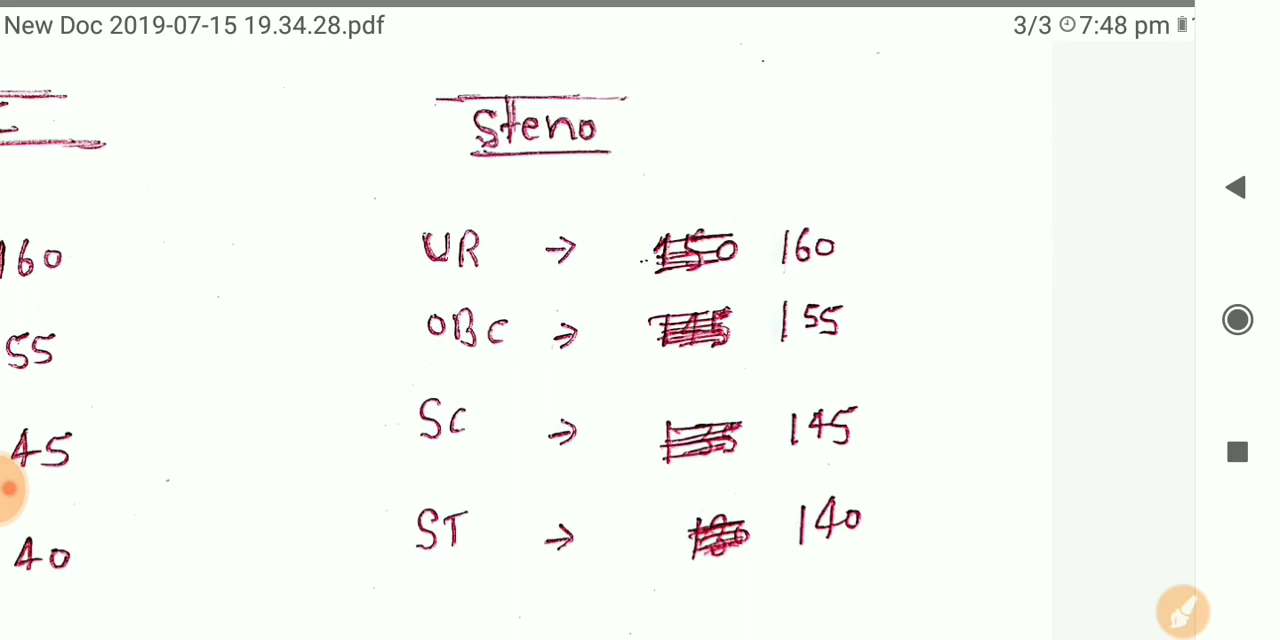 New Doc 2019-07-15 19.34.28.pdf 3/3 7:48 pm
Steno
160 UR → 150 160
55 OBC → 145 155
45 SC → 135 145
40 ST → 140